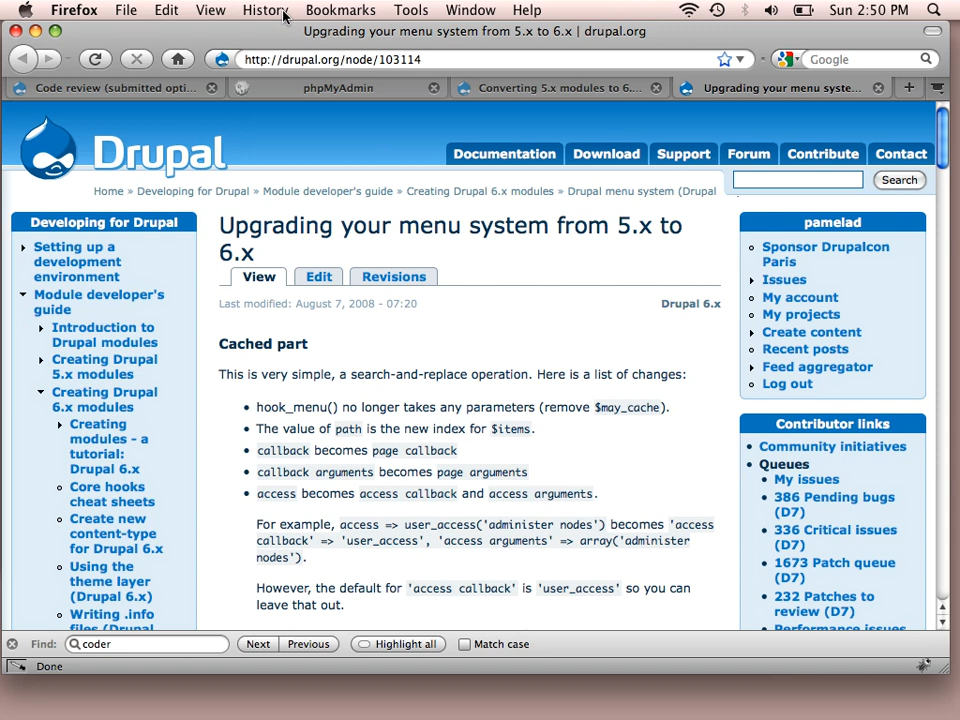 Firefox File Edit View History Bookmarks Tools Window Help Sun 2:50 PM
Upgrading your menu system from 5.x to 6.x | drupal.org
http://drupal.org/node/103114
Google
Code review (submitted opti...
phpMyAdmin
Converting 5.x modules to 6....
Upgrading your menu syste...
Drupal
Documentation
Download
Support
Forum
Contribute
Contact
Home » Developing for Drupal » Module developer's guide » Creating Drupal 6.x modules » Drupal menu system (Drupal
Search
Developing for Drupal
Setting up a
development
environment
Module developer's
guide
Introduction to
Drupal modules
Creating Drupal
5.x modules
Creating Drupal
6.x modules
Creating
modules - a
tutorial:
Drupal 6.x
Core hooks
cheat sheets
Create new
content-type
for Drupal 6.x
Using the
theme layer
(Drupal 6.x)
Writing .info
files (Drupal
Upgrading your menu system from 5.x to
6.x
View
Edit
Revisions
Last modified: August 7, 2008 - 07:20
Drupal 6.x
Cached part
This is very simple, a search-and-replace operation. Here is a list of changes:
• hook_menu() no longer takes any parameters (remove $may_cache).
• The value of path is the new index for $items.
• callback becomes page callback
• callback arguments becomes page arguments
• access becomes access callback and access arguments.
For example, access => user_access('administer nodes') becomes 'access
callback' => 'user_access', 'access arguments' => array('administer
nodes').
However, the default for 'access callback' is 'user_access' so you can
leave that out.
pamelad
Sponsor Drupalcon
Paris
Issues
My account
My projects
Create content
Recent posts
Feed aggregator
Log out
Contributor links
• Community initiatives
• Queues
• My issues
• 386 Pending bugs
(D7)
• 336 Critical issues
(D7)
• 1673 Patch queue
(D7)
• 232 Patches to
review (D7)
• Performance issues
Find: coder Next Previous Highlight all Match case
Done